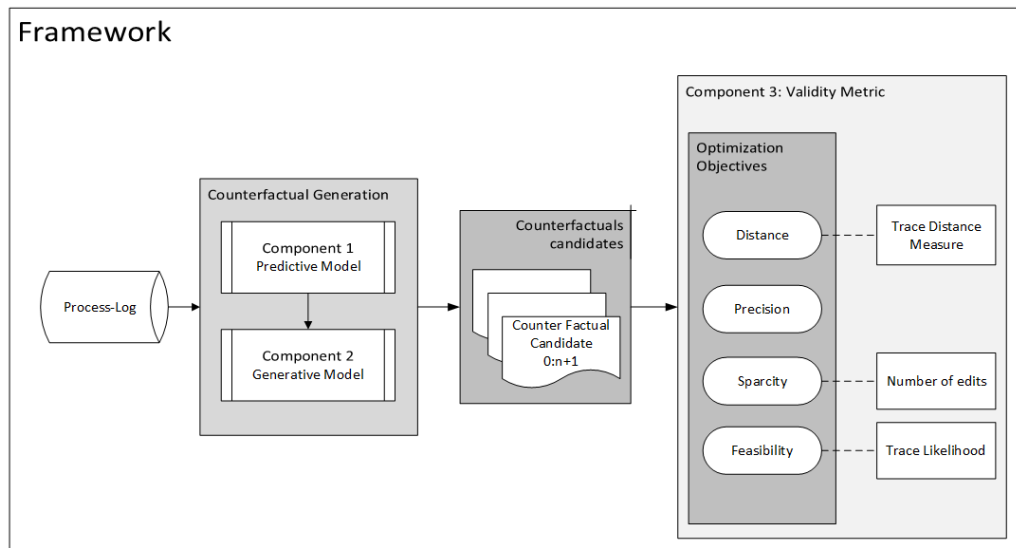 Framework
Process-Log
Counterfactual Generation
Component 1
Predictive Model
Component 2
Generative Model
Counterfactuals
candidates
Counter Factual
Candidate
0:n+1
Component 3: Validity Metric
Optimization
Objectives
Distance
Trace Distance
Measure
Precision
Sparcity
Number of edits
Feasibility
Trace Likelihood